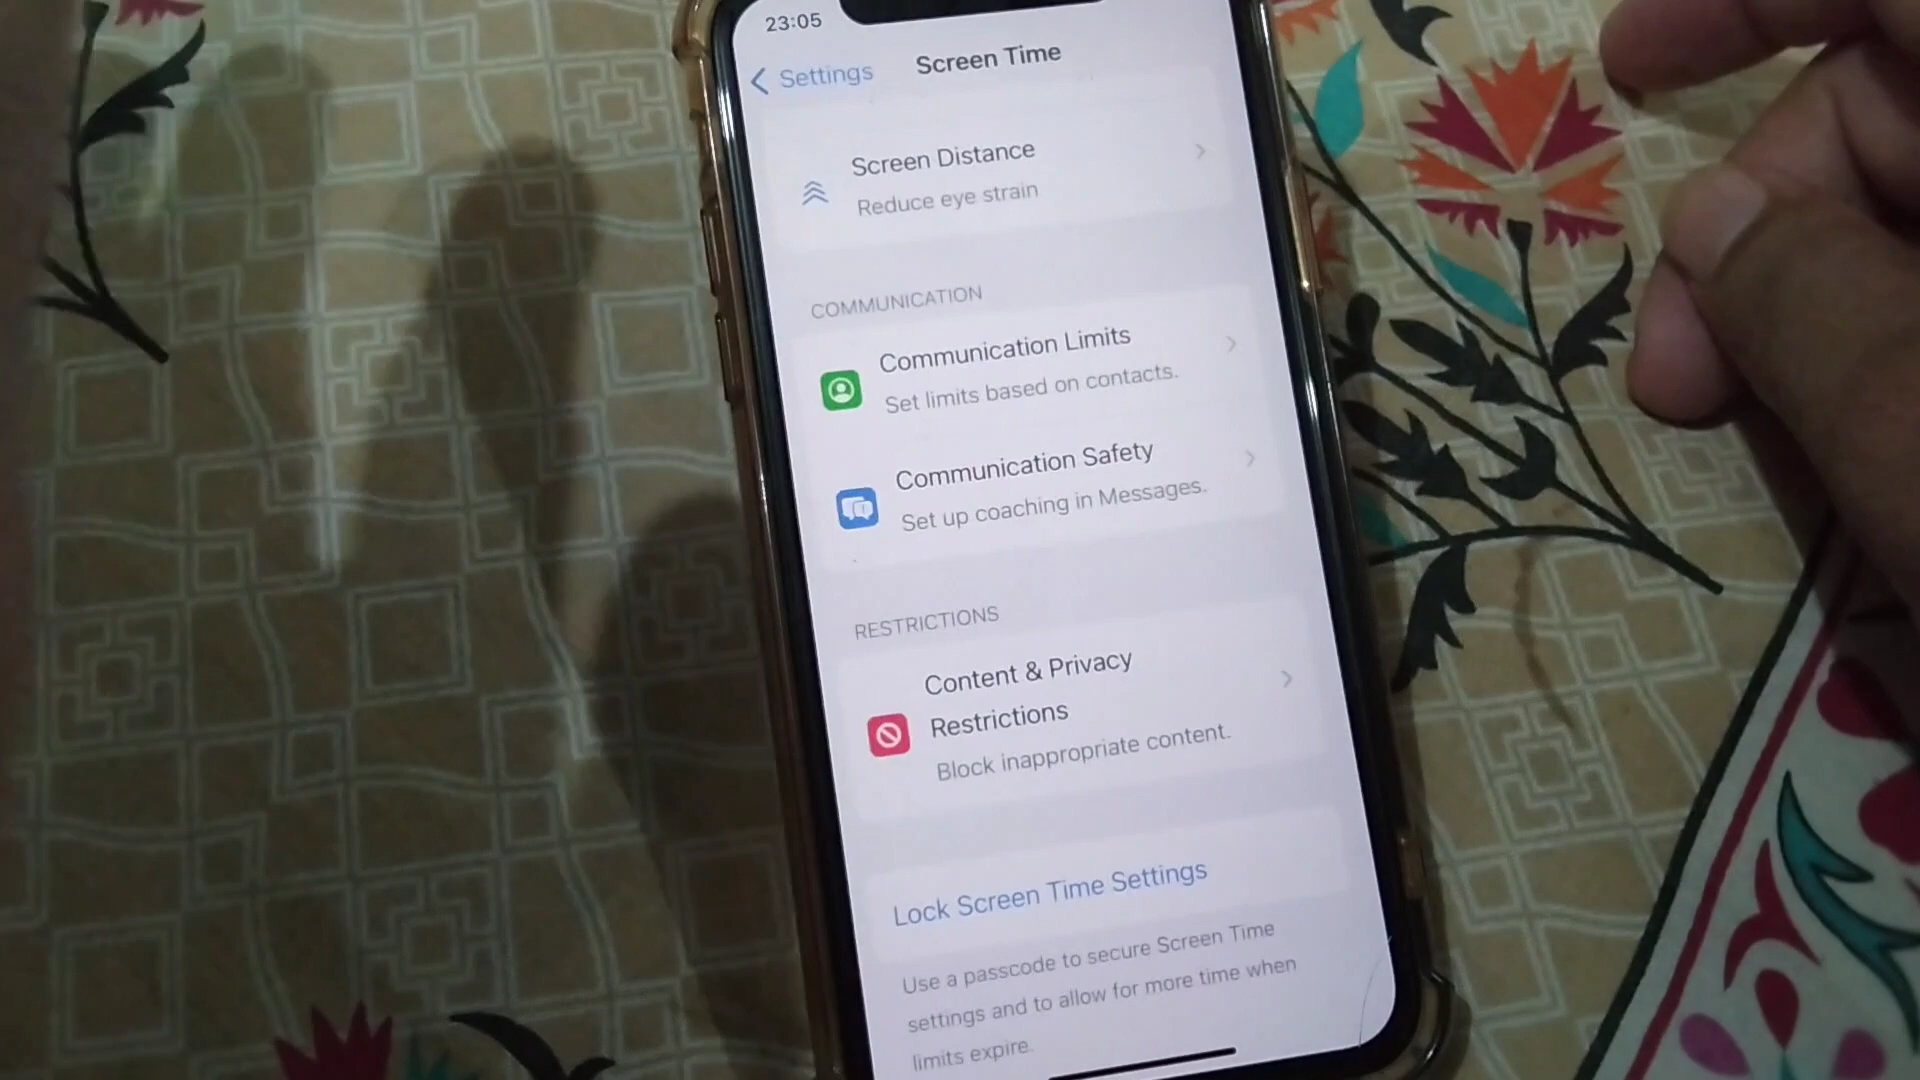 23:05
Settings
Screen Time
Screen Distance
Reduce eye strain
COMMUNICATION
Communication Limits
Set limits based on contacts.
Communication Safety
Set up coaching in Messages.
RESTRICTIONS
Content & Privacy
Restrictions
Block inappropriate content.
Lock Screen Time Settings
Use a passcode to secure Screen Time
settings and to allow for more time when
limits expire.